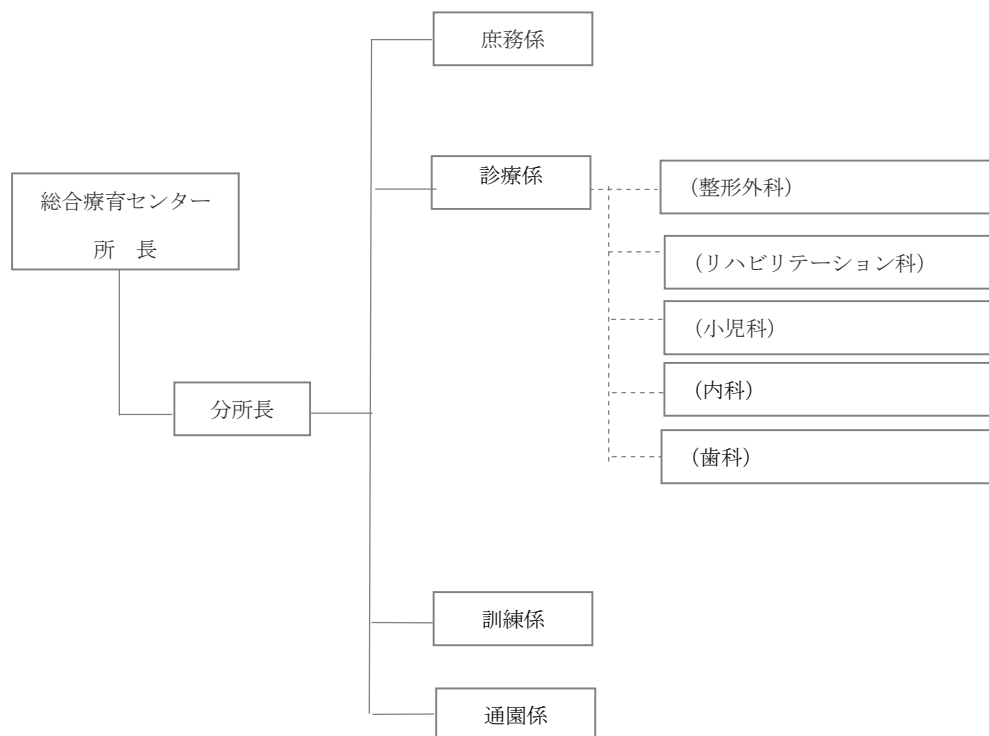 総合療育センター
所　長
分所長
庶務係
診療係
（整形外科）
（リハビリテーション科）
（小児科）
（内科）
（歯科）
訓練係
通園係